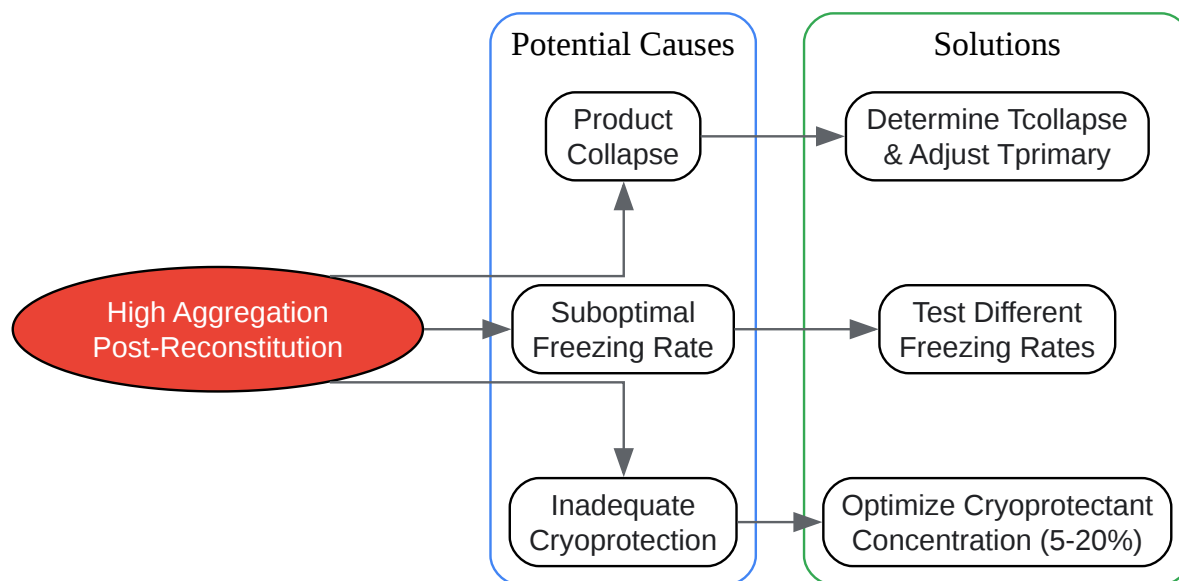 Potential Causes
Solutions
Product
Collapse
Determine Tcollapse
& Adjust Tprimary
High Aggregation
Post-Reconstitution
Suboptimal
Freezing Rate
Test Different
Freezing Rates
Inadequate
Cryoprotection
Optimize Cryoprotectant
Concentration (5-20%)